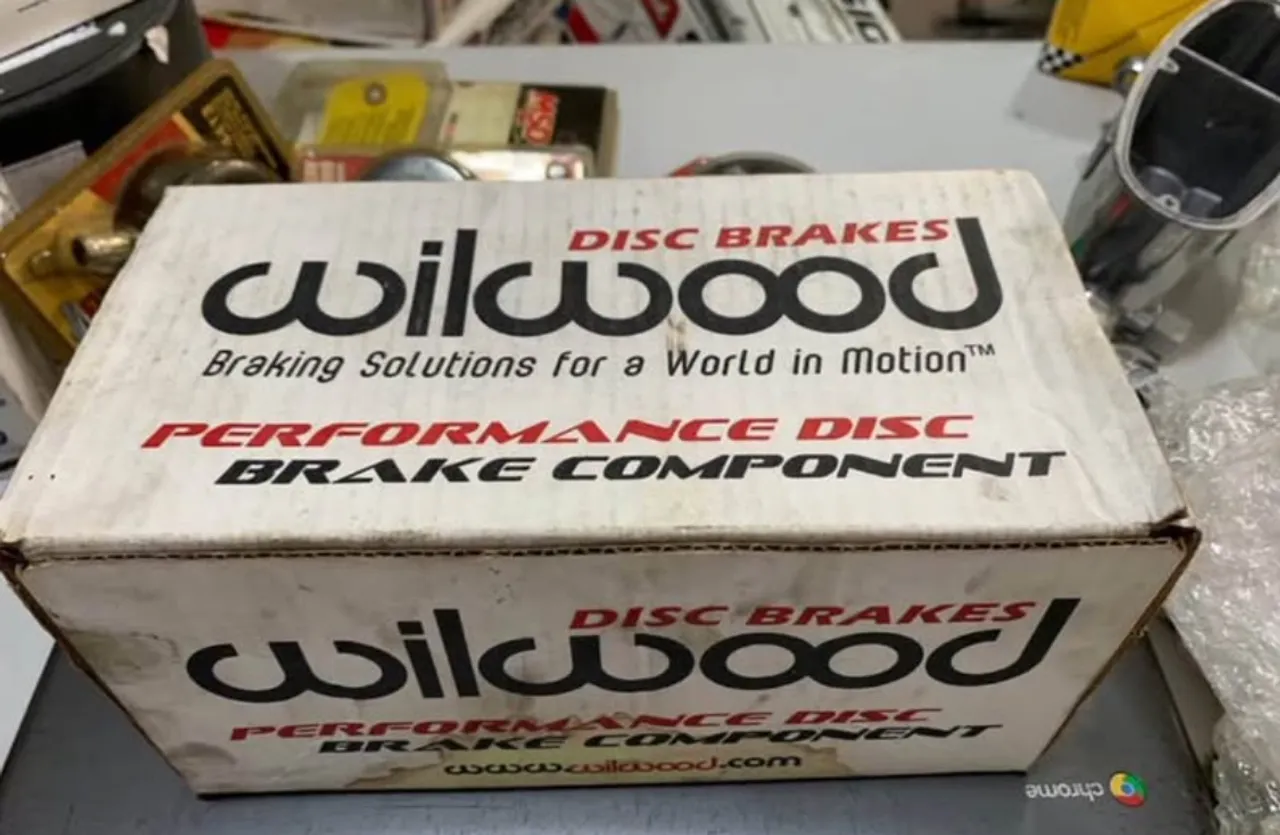 DISC BRAKES
wilwood
Braking Solutions for a World in Motion™
PERFORMANCE DISC
BRAKE COMPONENT
DISC BRAKES
wilwood
PERFORMANCE DISC
BRAKE COMPONENT
www.wilwood.com
chrome